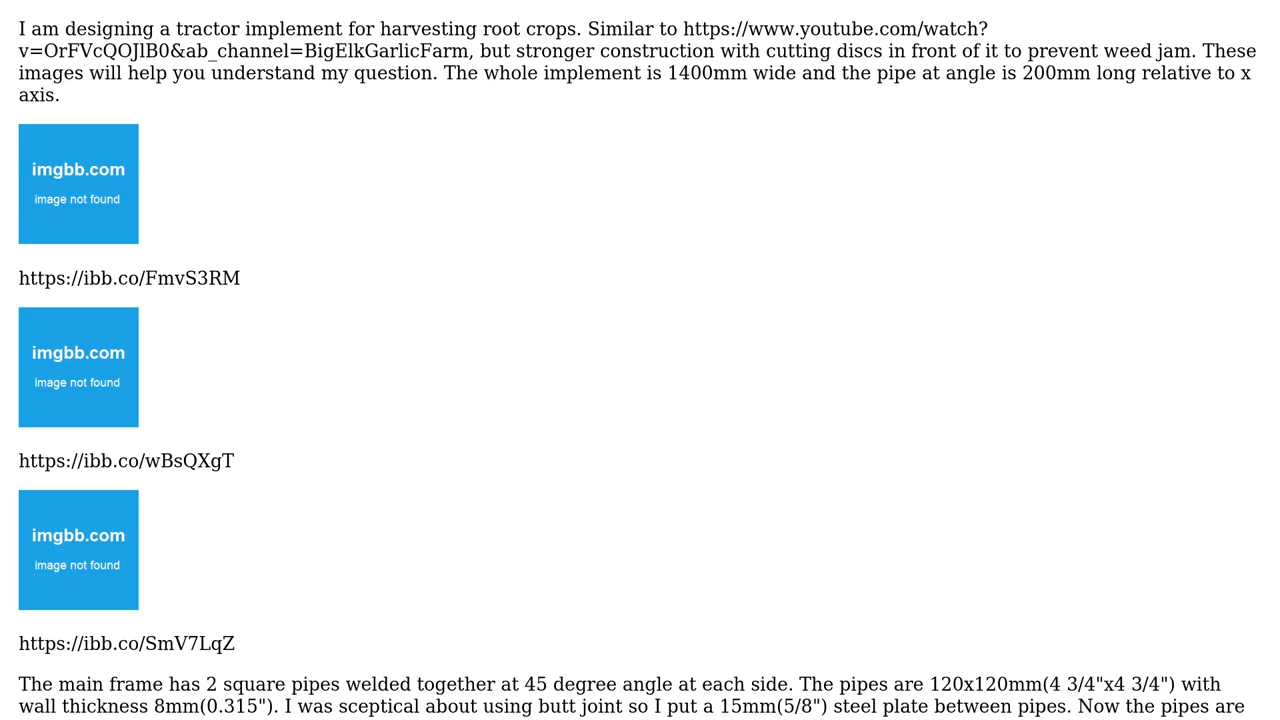 I am designing a tractor implement for harvesting root crops. Similar to https://www.youtube.com/watch?
v=OrFVcQOJlB0&ab_channel=BigElkGarlicFarm, but stronger construction with cutting discs in front of it to prevent weed jam. These
images will help you understand my question. The whole implement is 1400mm wide and the pipe at angle is 200mm long relative to x
axis.
imgbb.com
image not found
https://ibb.co/FmvS3RM
imgbb.com
image not found
https://ibb.co/wBsQXgT
imgbb.com
image not found
https://ibb.co/SmV7LqZ
The main frame has 2 square pipes welded together at 45 degree angle at each side. The pipes are 120x120mm(4 3/4"x4 3/4") with
wall thickness 8mm(0.315"). I was sceptical about using butt joint so I put a 15mm(5/8") steel plate between pipes. Now the pipes are